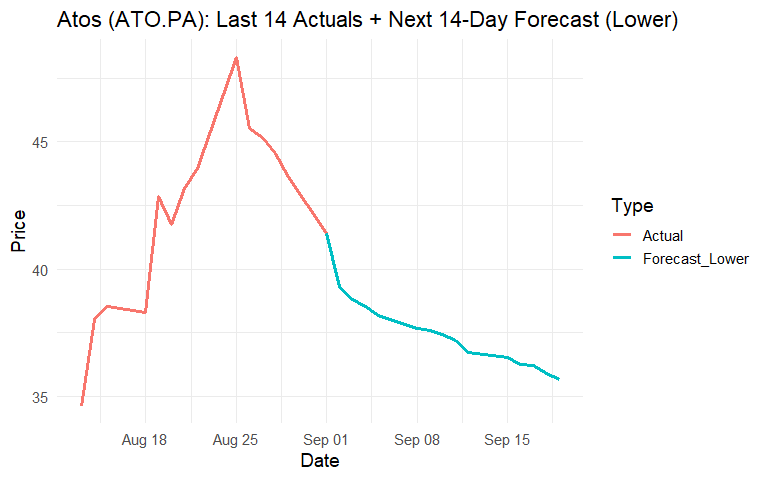 Atos (ATO.PA): Last 14 Actuals + Next 14-Day Forecast (Lower)
Price
45
40
35
Aug 18
Aug 25
Sep 01
Sep 08
Sep 15
Date
Type
Actual
Forecast_Lower